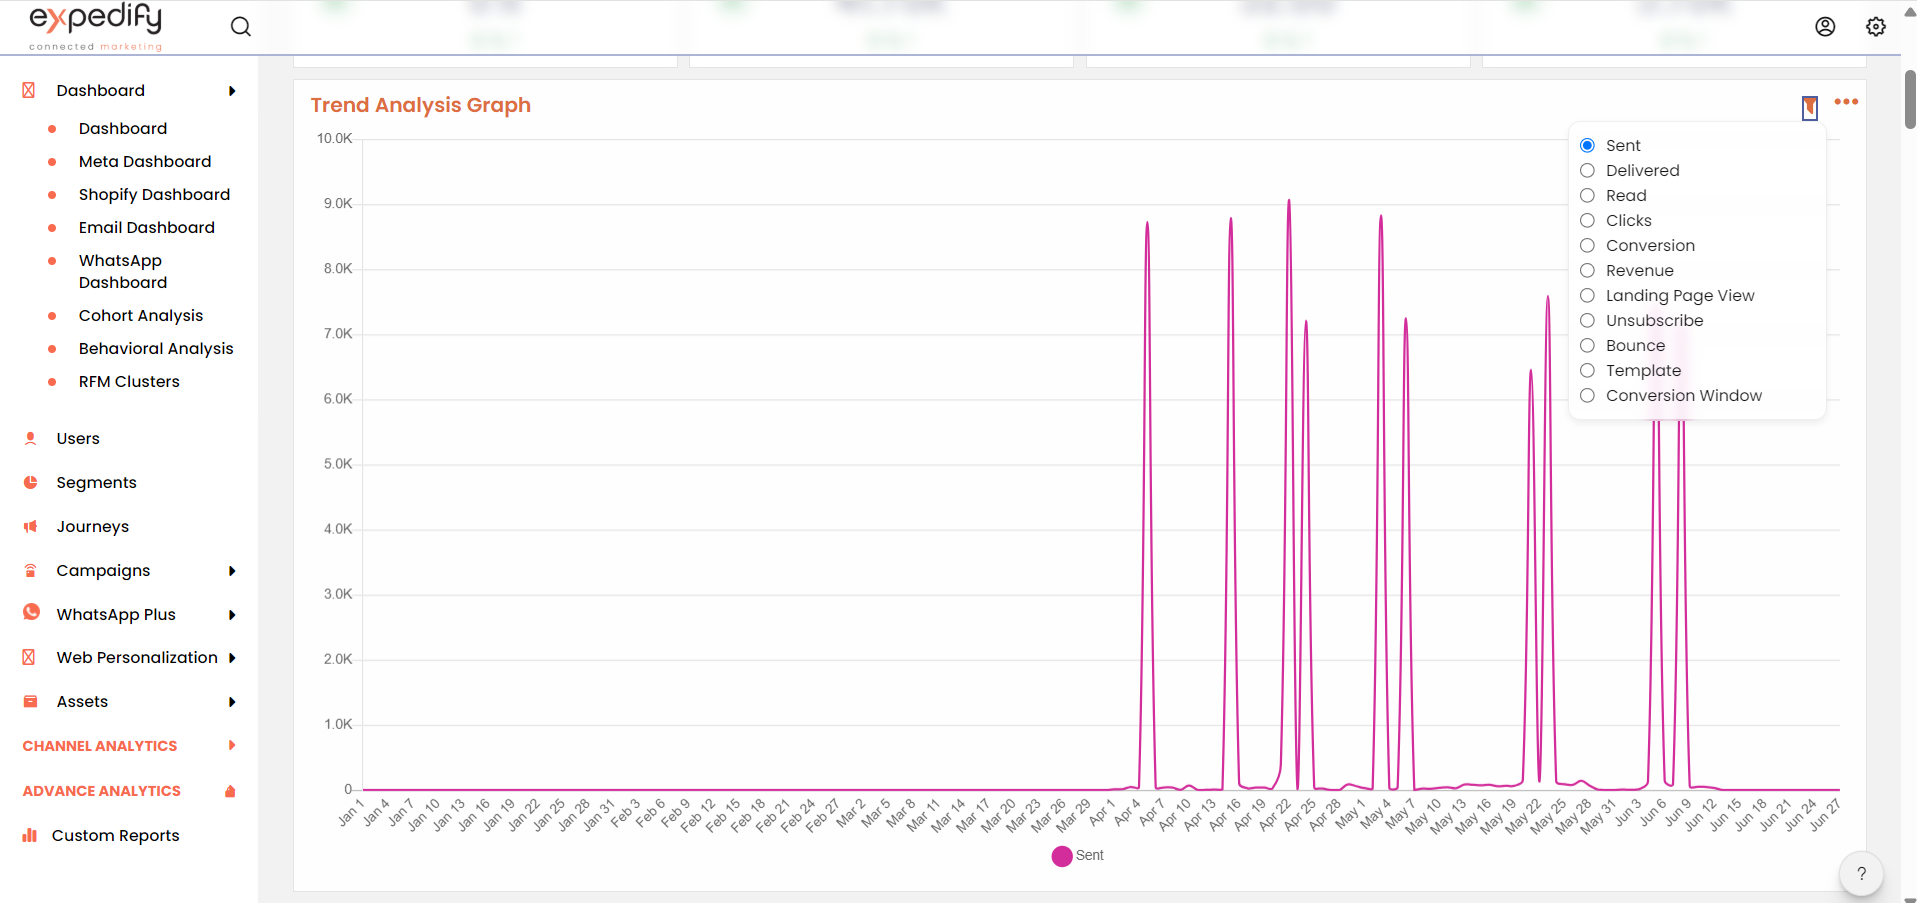 expedify
connected marketing
Dashboard
Dashboard
Meta Dashboard
Shopify Dashboard
Email Dashboard
WhatsApp
Dashboard
Cohort Analysis
Behavioral Analysis
RFM Clusters
Users
Segments
Journeys
Campaigns
WhatsApp Plus
Web Personalization
Assets
CHANNEL ANALYTICS
ADVANCE ANALYTICS
Custom Reports
Trend Analysis Graph
Sent
Delivered
Read
Clicks
Conversion
Revenue
Landing Page View
Unsubscribe
Bounce
Template
Conversion Window
10.0K
9.0K
8.0K
7.0K
6.0K
5.0K
4.0K
3.0K
2.0K
1.0K
0
Jan 1 Jan 4 Jan 7 Jan 10 Jan 13 Jan 16 Jan 19 Jan 22 Jan 25 Jan 28 Jan 31 Feb 3 Feb 6 Feb 9 Feb 12 Feb 15 Feb 18 Feb 21 Feb 24 Feb 27 Mar 2 Mar 5 Mar 8 Mar 11 Mar 14 Mar 17 Mar 20 Mar 23 Mar 26 Mar 29 Apr 1 Apr 4 Apr 7 Apr 10 Apr 13 Apr 16 Apr 19 Apr 22 Apr 25 Apr 28 May 1 May 4 May 7 May 10 May 13 May 16 May 19 May 22 May 25 May 28 May 31 Jun 3 Jun 6 Jun 9 Jun 12 Jun 15 Jun 18 Jun 21 Jun 24 Jun 27
Sent
?